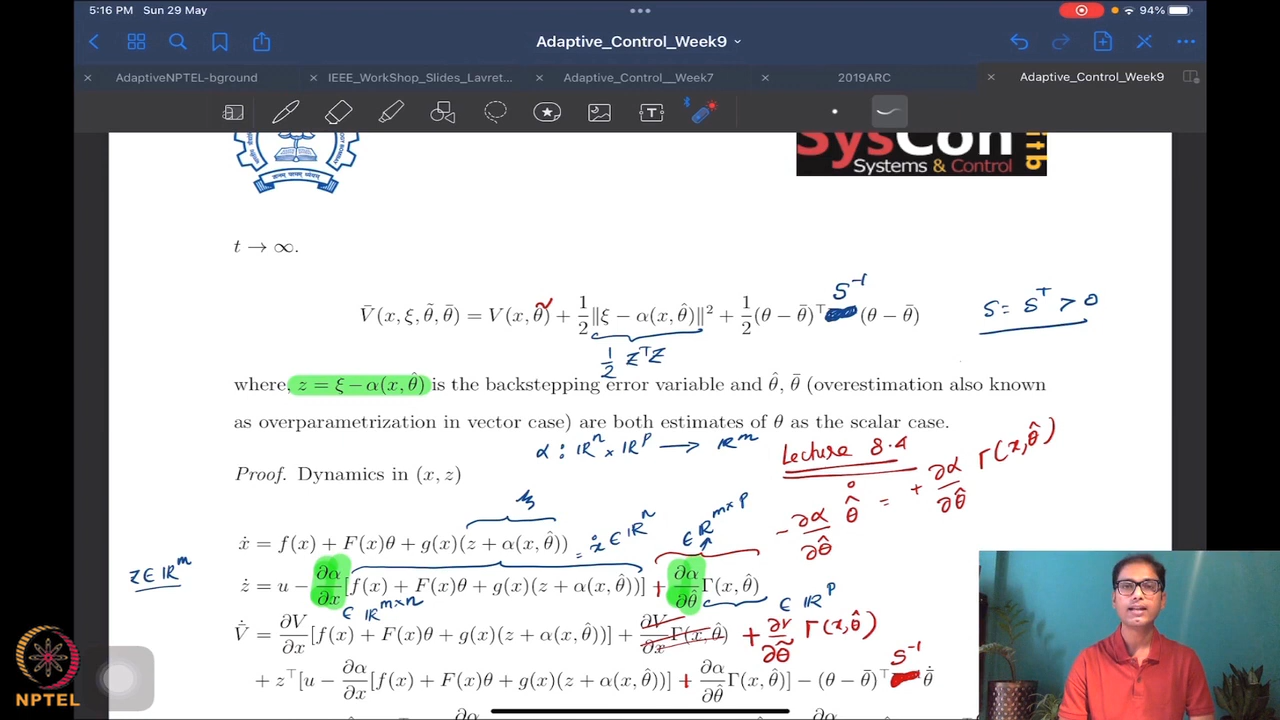 5:16 PM Sun 29 May
94%
Adaptive_Control_Week9
AdaptiveNPTEL-bground
IEEE_WorkShop_Slides_Lavret...
Adaptive_Control__Week7
2019ARC
Adaptive_Control_Week9
SysCon
Systems & Control
itb
t → ∞.
S⁻¹
V̄(x, ξ, θ̃, θ̄) = V(x, θ̃) + 1/2 ‖ξ − α(x, θ̂)‖² + 1/2 (θ − θ̄)^⊤ (θ − θ̄)
S = S^T > 0
1/2 z^T z
where, z = ξ − α(x, θ̂) is the backstepping error variable and θ̂, θ̄ (overestimation also known
as overparametrization in vector case) are both estimates of θ as the scalar case.
α : ℝⁿ × ℝᵖ → ℝᵐ
Lecture 8.4
Proof. Dynamics in (x, z)
− ∂α/∂θ̂ θ̂̇ = + ∂α/∂θ̂ Γ(x, θ̂)
ξ
ẋ = f(x) + F(x)θ + g(x)(z + α(x, θ̂))
= ẋ ∈ ℝⁿ
∈ ℝ^{m×p}
z ∈ ℝᵐ
ż = u − ∂α/∂x [f(x) + F(x)θ + g(x)(z + α(x, θ̂))] + ∂α/∂θ̂ Γ(x, θ̂)
∈ ℝ^{m×n}
∈ ℝᵖ
V̄̇ = ∂V/∂x [f(x) + F(x)θ + g(x)(z + α(x, θ̂))] + ∂V/∂x Γ(x, θ̂) + ∂V/∂θ̃ Γ(x, θ̂)
S⁻¹
+ z^⊤[u − ∂α/∂x [f(x) + F(x)θ + g(x)(z + α(x, θ̂))] + ∂α/∂θ̂ Γ(x, θ̂)] − (θ − θ̄)^⊤ θ̄̇
NPTEL